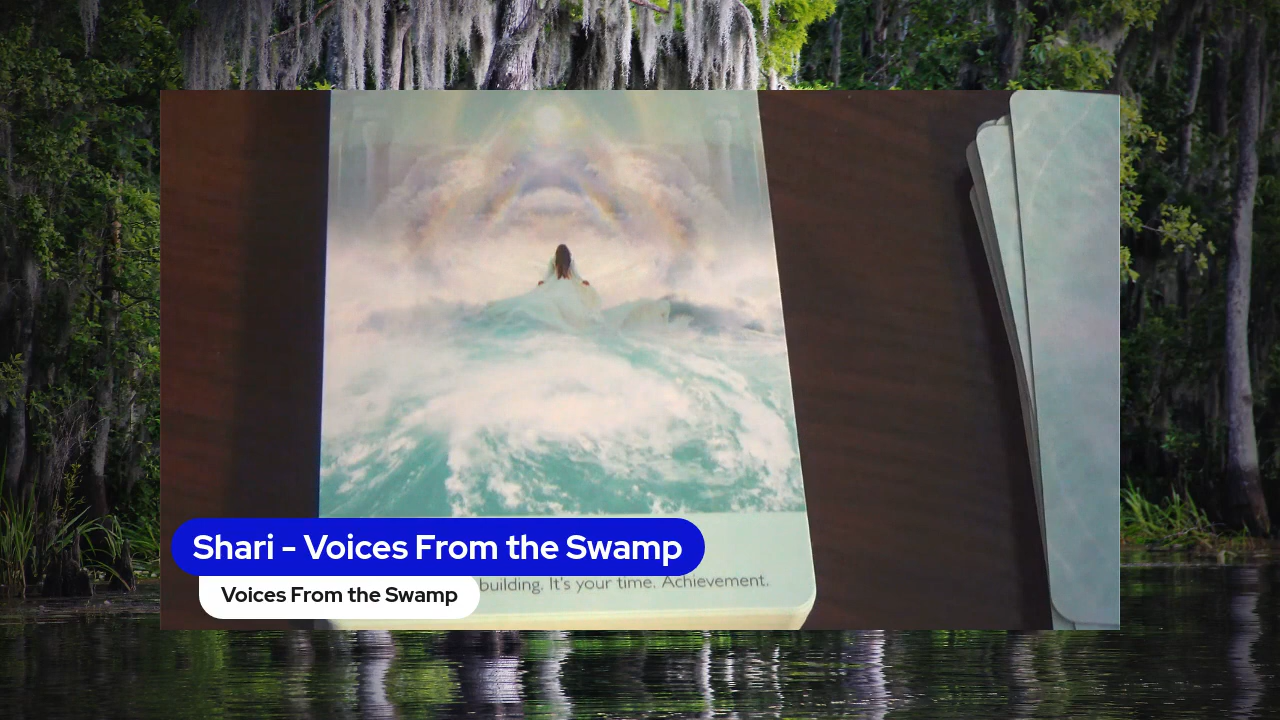 Shari - Voices From the Swamp
building. It's your time. Achievement.
Voices From the Swamp